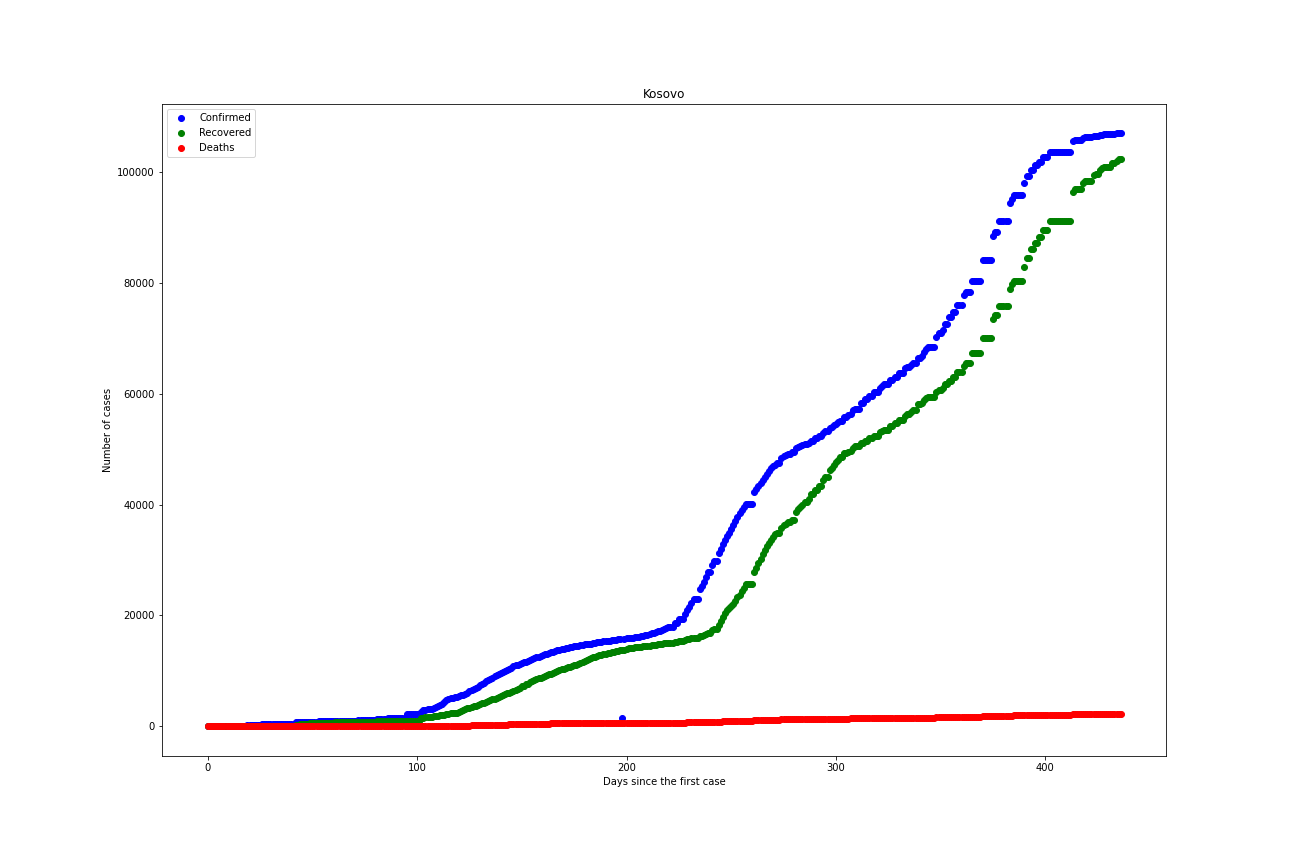 Kosovo
Confirmed
Recovered
Deaths
100000
80000
60000
40000
20000
0
Number of cases
0
100
200
300
400
Days since the first case